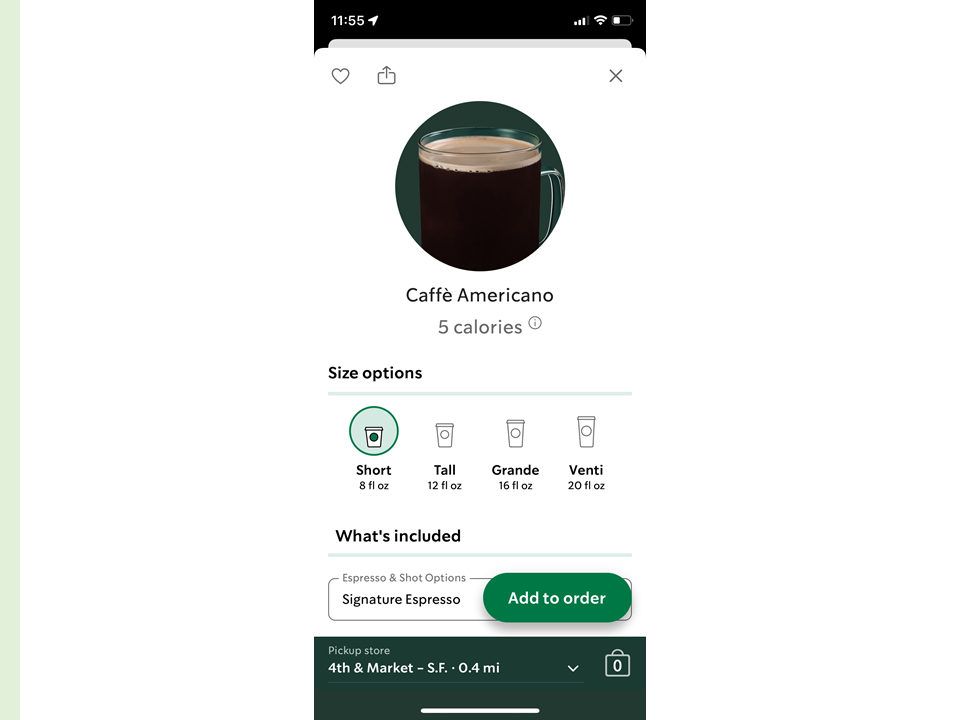 11:55
Caffè Americano
5 calories
Size options
Short Tall Grande Venti
8 fl oz 12 fl oz 16 fl oz 20 fl oz
What's included
Espresso & Shot Options
Signature Espresso
Add to order
Pickup store
4th & Market – S.F. · 0.4 mi
0